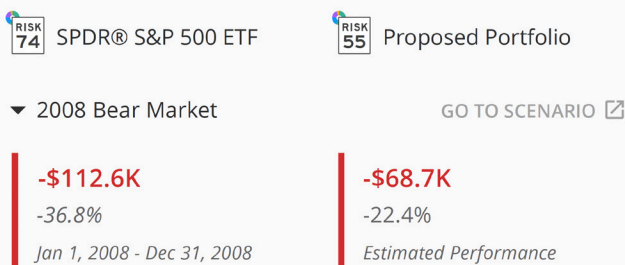 RISK 74 SPDR® S&P 500 ETF
RISK 55 Proposed Portfolio
2008 Bear Market
GO TO SCENARIO
-$112.6K
-36.8%
Jan 1, 2008 - Dec 31, 2008
-$68.7K
-22.4%
Estimated Performance